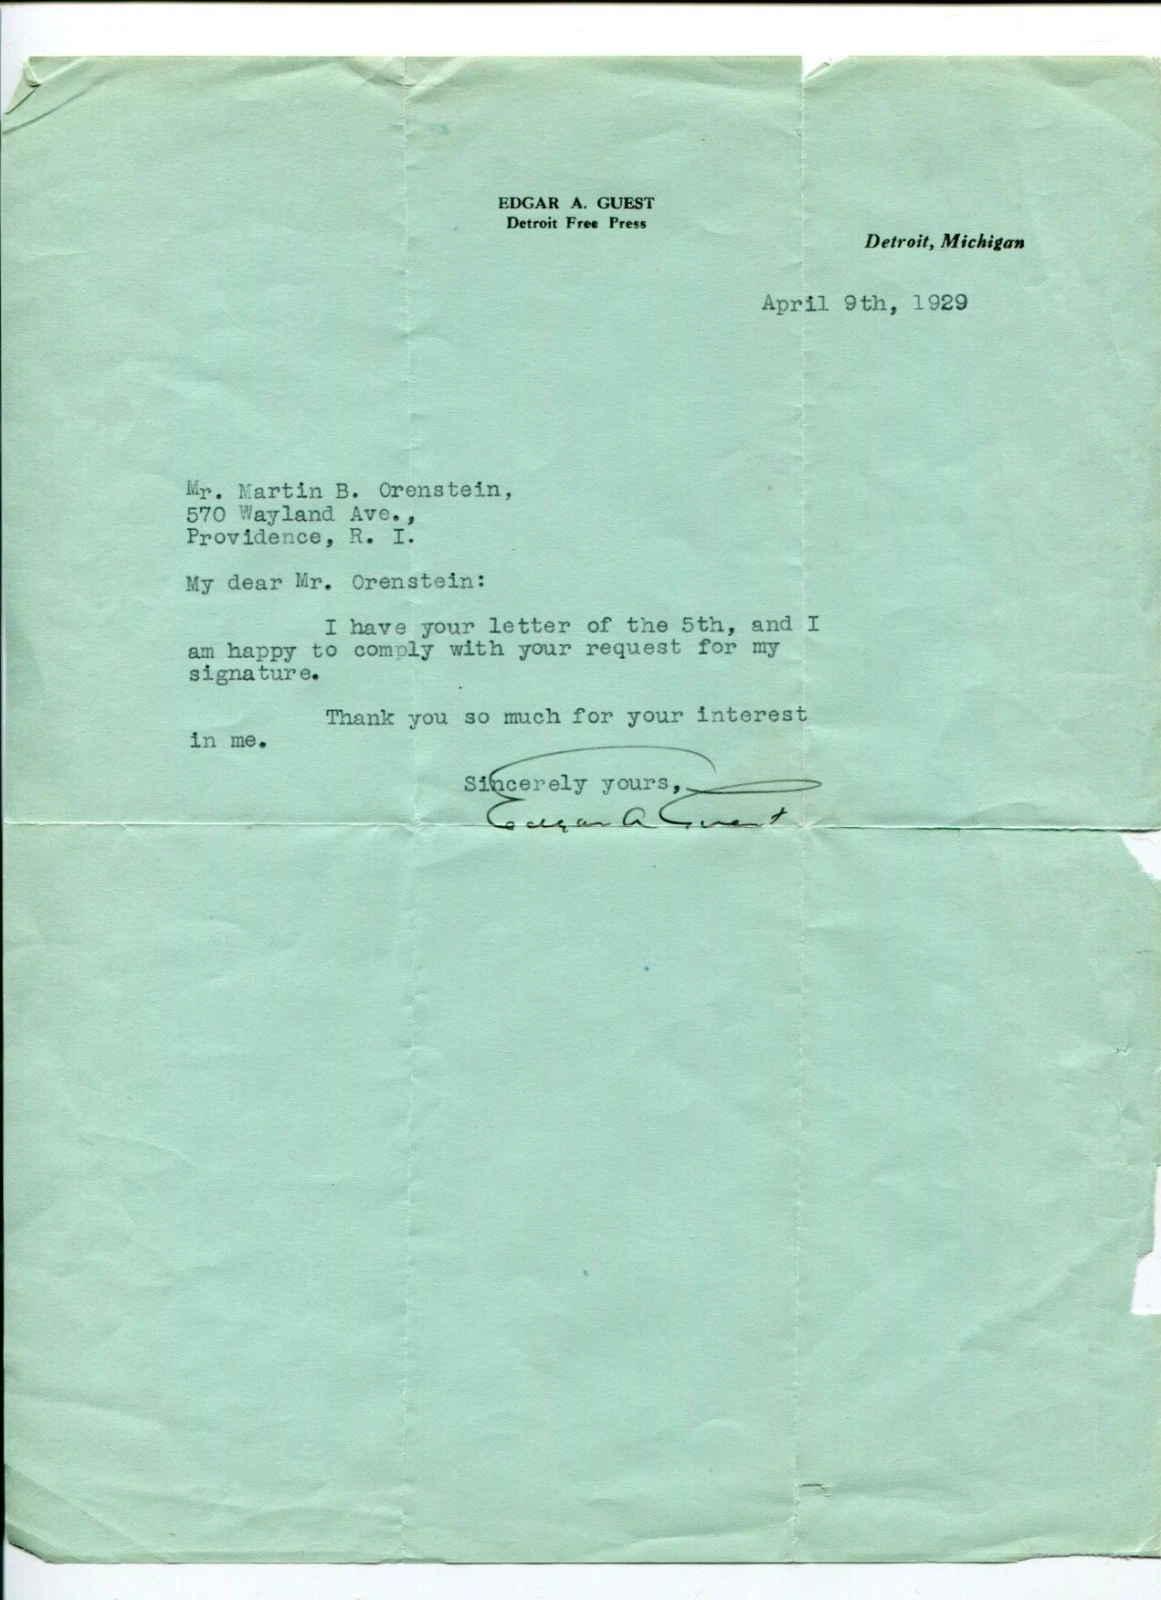 EDGAR A. GUEST
Detroit Free Press
Detroit, Michigan
April 9th, 1929
Mr. Martin B. Orenstein,
570 Wayland Ave.,
Providence, R. I.
My dear Mr. Orenstein:
I have your letter of the 5th, and I
am happy to comply with your request for my
signature.
Thank you so much for your interest
in me.
Sincerely yours,
Edgar A Guest